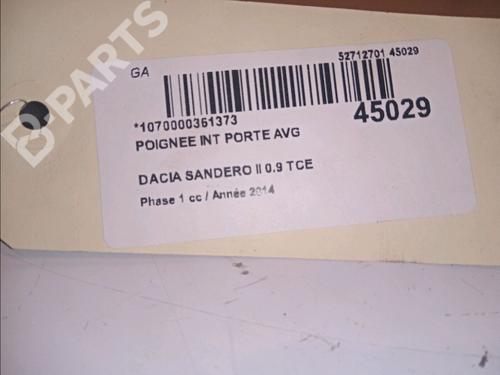 B PARTS
GA
52712701 45029
*1070000361373
45029
POIGNEE INT PORTE AVG
DACIA SANDERO II 0.9 TCE
Phase 1 cc / Année 2014